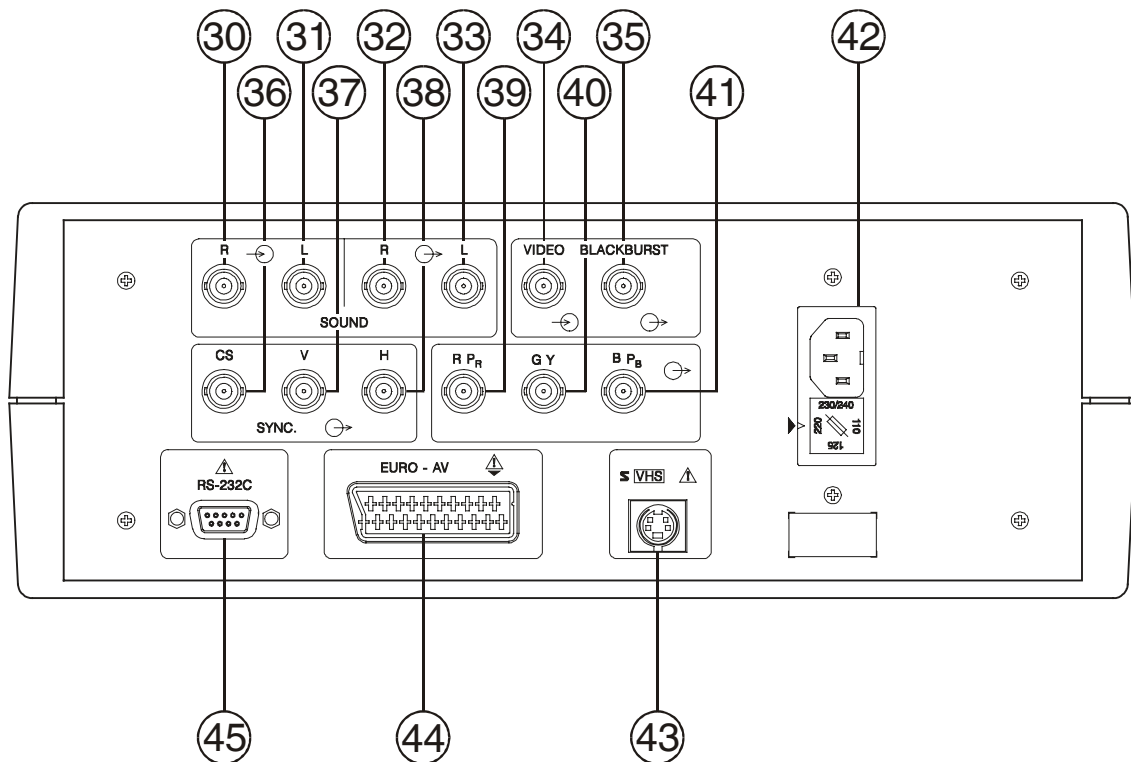 30 31 32 33 34 35 42
36 37 38 39 40 41
R L R L VIDEO BLACKBURST
SOUND
CS V H R PR G Y B PB
SYNC.
230/240
220 110
125
RS-232C
EURO - AV
S VHS
45 44 43